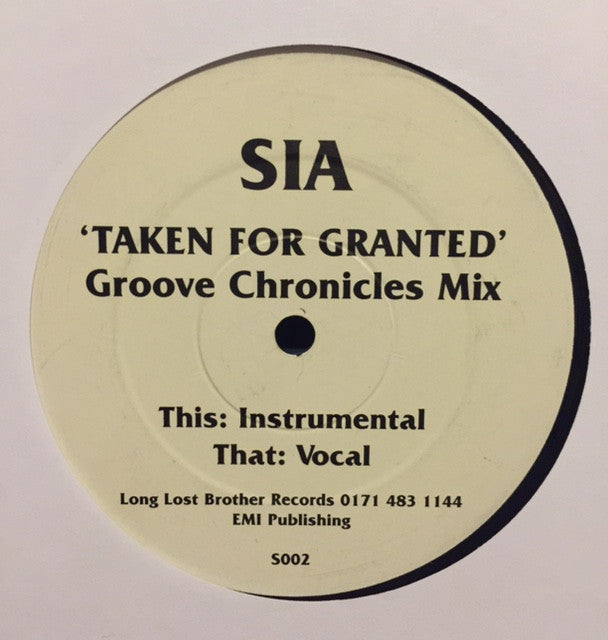 SIA
‘TAKEN FOR GRANTED’
Groove Chronicles Mix
This: Instrumental
That: Vocal
Long Lost Brother Records 0171 483 1144
EMI Publishing
S002